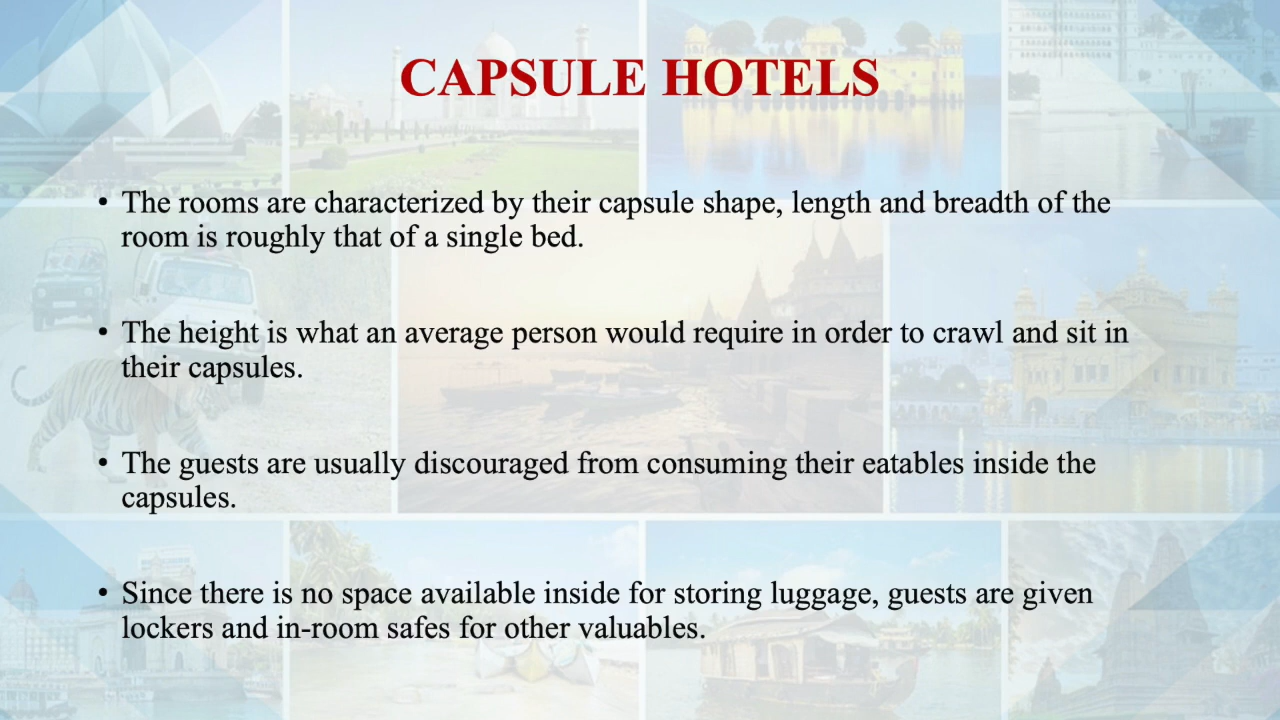 CAPSULE HOTELS
• The rooms are characterized by their capsule shape, length and breadth of the
room is roughly that of a single bed.
• The height is what an average person would require in order to crawl and sit in
their capsules.
• The guests are usually discouraged from consuming their eatables inside the
capsules.
• Since there is no space available inside for storing luggage, guests are given
lockers and in-room safes for other valuables.